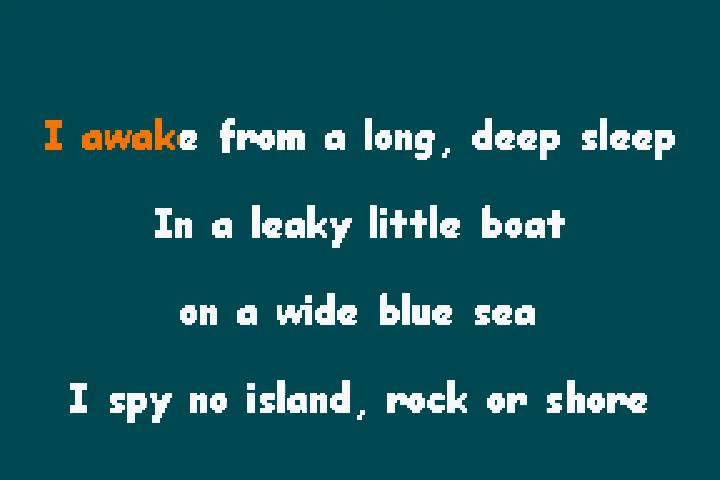 I awake from a long, deep sleep
In a leaky little boat
on a wide blue sea
I spy no island, rock or shore